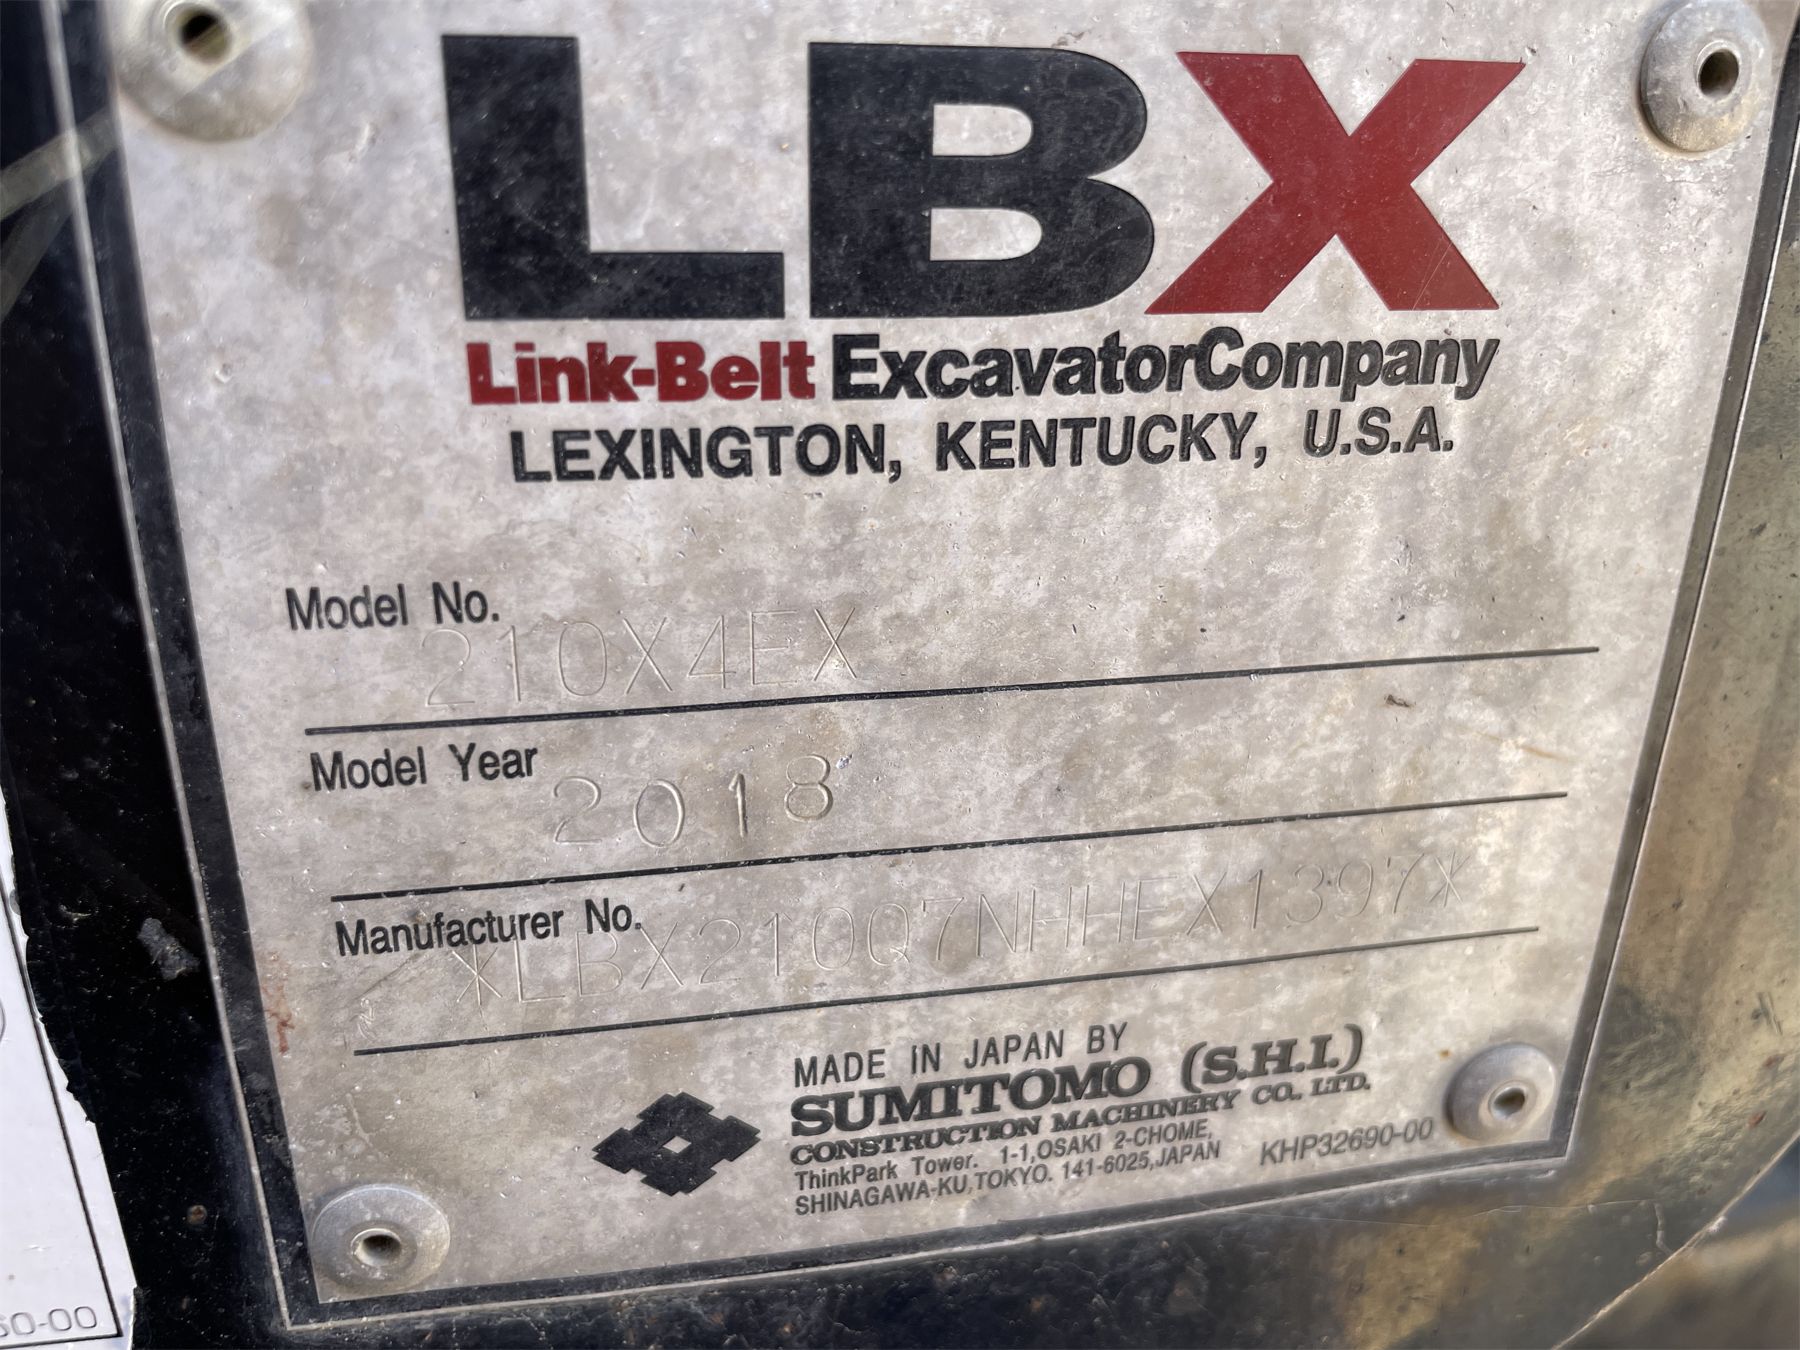 LBX
Link-Belt ExcavatorCompany
LEXINGTON, KENTUCKY, U.S.A.
Model No.
210X4EX
Model Year
2018
Manufacturer No.
*LBX210Q7NHHEX1397*
MADE IN JAPAN BY
SUMITOMO (S.H.I.)
CONSTRUCTION MACHINERY CO. LTD.
ThinkPark Tower. 1-1,OSAKI 2-CHOME,
SHINAGAWA-KU,TOKYO. 141-6025,JAPAN
KHP32690-00